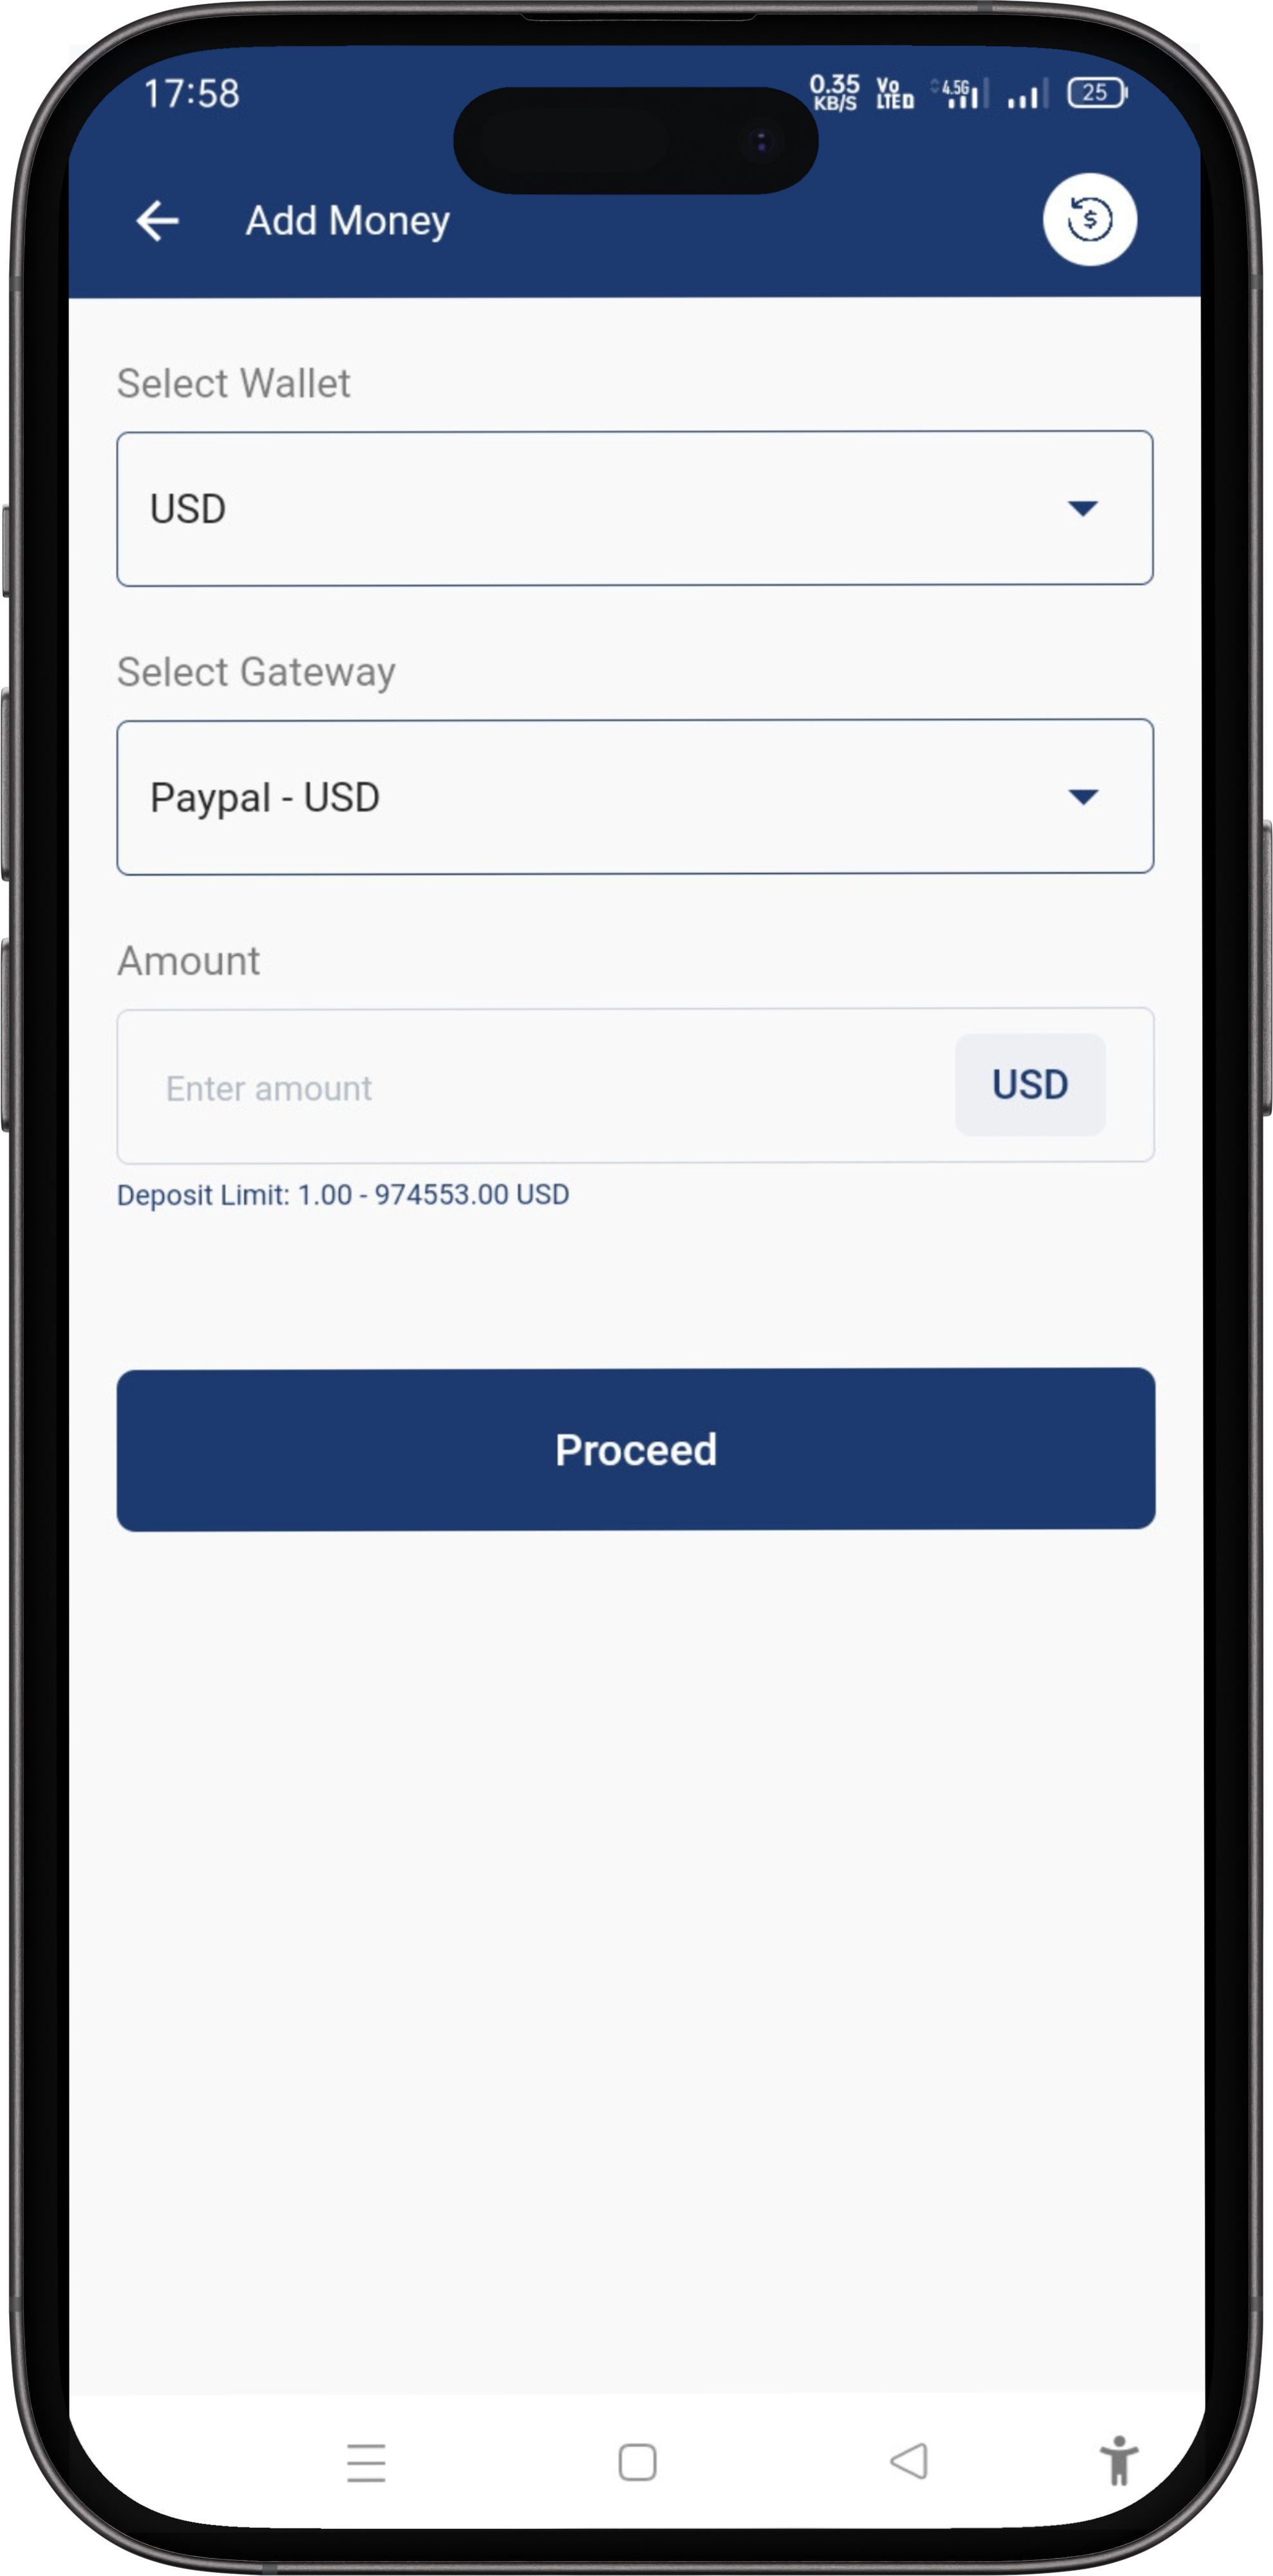 17:58
0.35 KB/S Vo LTE D 4.5G 25
Add Money
$
Select Wallet
USD
Select Gateway
Paypal - USD
Amount
Enter amount
USD
Deposit Limit: 1.00 - 974553.00 USD
Proceed